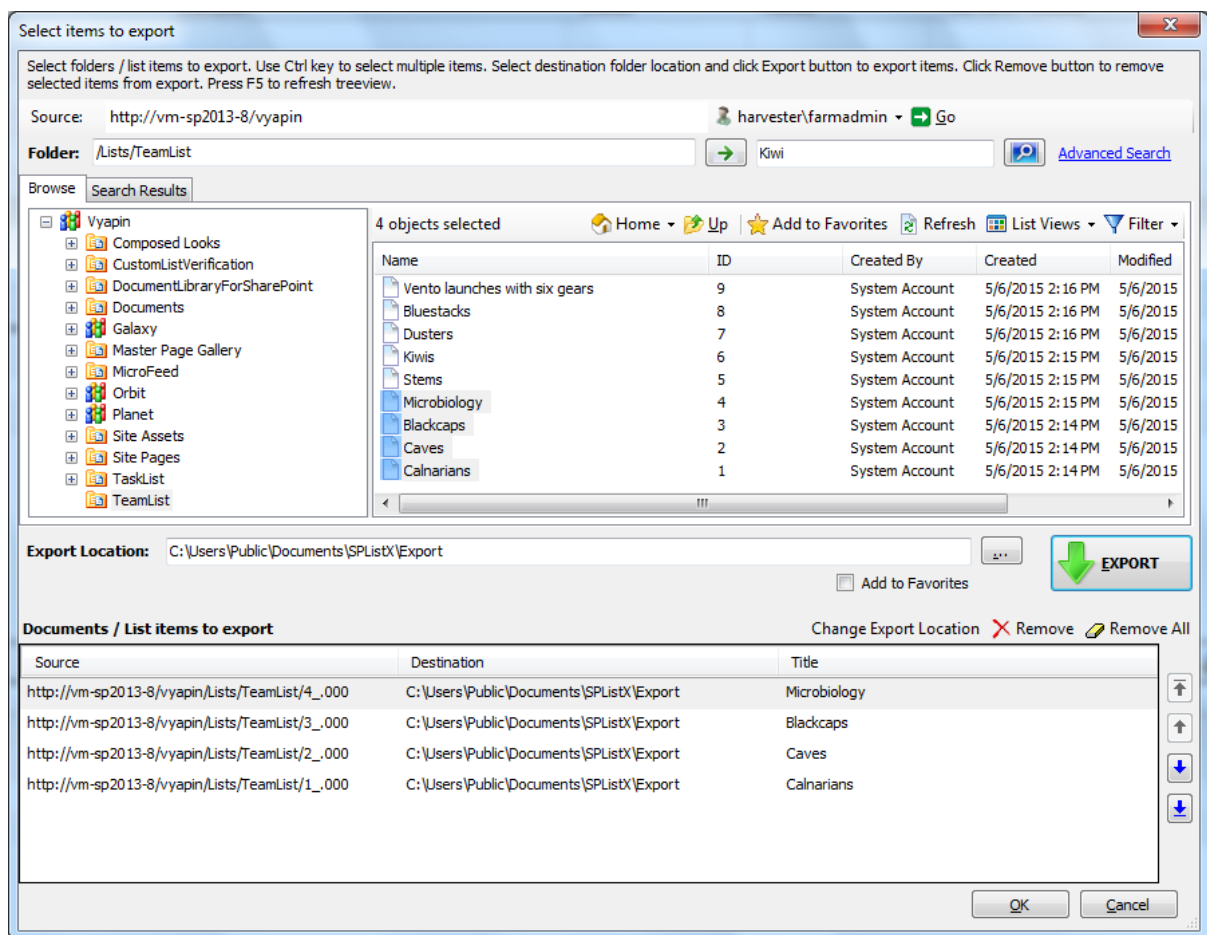 Select items to export
Select folders / list items to export. Use Ctrl key to select multiple items. Select destination folder location and click Export button to export items. Click Remove button to remove
selected items from export. Press F5 to refresh treeview.
Source: http://vm-sp2013-8/vyapin harvester\farmadmin Go
Folder: /Lists/TeamList Kiwi Advanced Search
Browse Search Results
Vyapin
Composed Looks
CustomListVerification
DocumentLibraryForSharePoint
Documents
Galaxy
Master Page Gallery
MicroFeed
Orbit
Planet
Site Assets
Site Pages
TaskList
TeamList
4 objects selected Home Up Add to Favorites Refresh List Views Filter
Name ID Created By Created Modified
Vento launches with six gears 9 System Account 5/6/2015 2:16 PM 5/6/2015
Bluestacks 8 System Account 5/6/2015 2:16 PM 5/6/2015
Dusters 7 System Account 5/6/2015 2:16 PM 5/6/2015
Kiwis 6 System Account 5/6/2015 2:15 PM 5/6/2015
Stems 5 System Account 5/6/2015 2:15 PM 5/6/2015
Microbiology 4 System Account 5/6/2015 2:15 PM 5/6/2015
Blackcaps 3 System Account 5/6/2015 2:14 PM 5/6/2015
Caves 2 System Account 5/6/2015 2:14 PM 5/6/2015
Calnarians 1 System Account 5/6/2015 2:14 PM 5/6/2015
Export Location: C:\Users\Public\Documents\SPListX\Export ... EXPORT
Add to Favorites
Documents / List items to export Change Export Location Remove Remove All
Source Destination Title
http://vm-sp2013-8/vyapin/Lists/TeamList/4_.000 C:\Users\Public\Documents\SPListX\Export Microbiology
http://vm-sp2013-8/vyapin/Lists/TeamList/3_.000 C:\Users\Public\Documents\SPListX\Export Blackcaps
http://vm-sp2013-8/vyapin/Lists/TeamList/2_.000 C:\Users\Public\Documents\SPListX\Export Caves
http://vm-sp2013-8/vyapin/Lists/TeamList/1_.000 C:\Users\Public\Documents\SPListX\Export Calnarians
OK Cancel